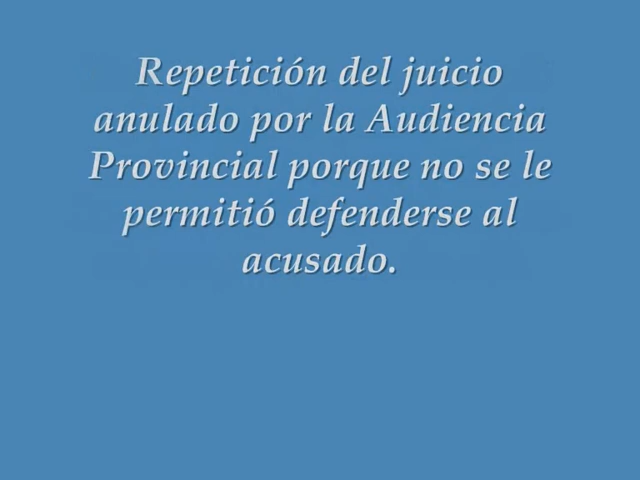 Repetición del juicio
anulado por la Audiencia
Provincial porque no se le
permitió defenderse al
acusado.